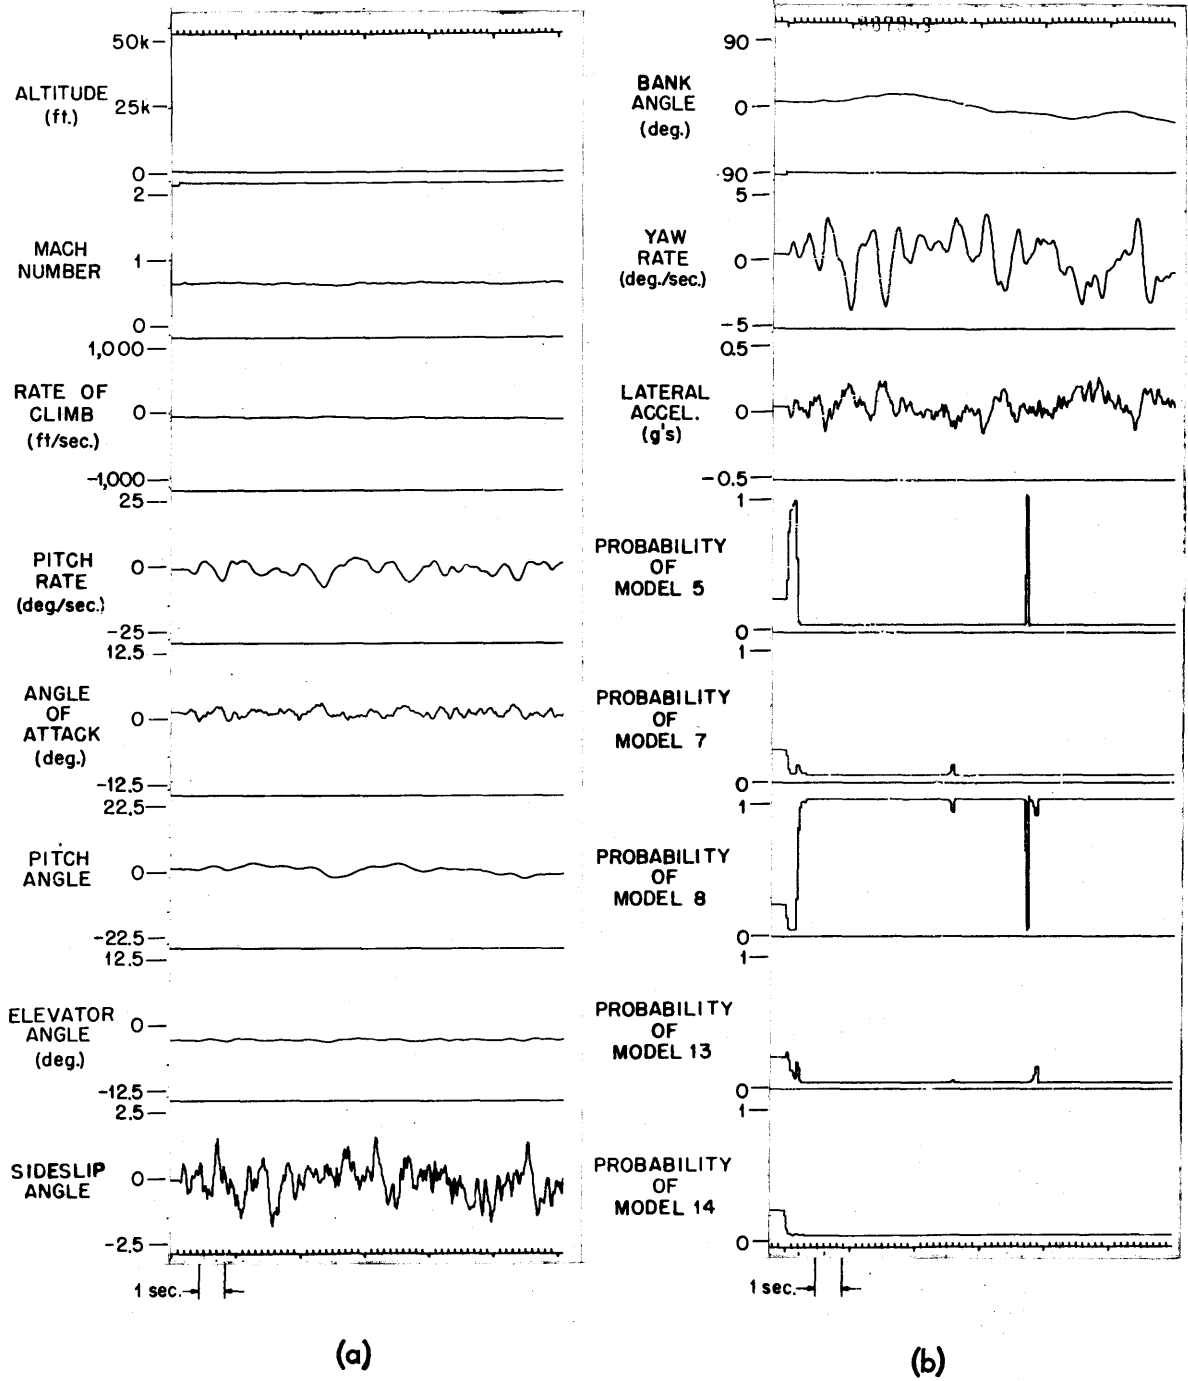 50k
ALTITUDE
(ft.)
25k
0
2
MACH
NUMBER
1
0
1,000
RATE OF
CLIMB
(ft/sec.)
0
-1,000
25
PITCH
RATE
(deg/sec.)
0
-25
12.5
ANGLE
OF
ATTACK
(deg.)
0
-12.5
22.5
PITCH
ANGLE
0
-22.5
12.5
ELEVATOR
ANGLE
(deg.)
0
-12.5
2.5
SIDESLIP
ANGLE
0
-2.5
1 sec.
(a)
90
BANK
ANGLE
(deg.)
0
-90
5
YAW
RATE
(deg./sec.)
0
-5
0.5
LATERAL
ACCEL.
(g's)
0
-0.5
1
PROBABILITY
OF
MODEL 5
0
1
PROBABILITY
OF
MODEL 7
0
1
PROBABILITY
OF
MODEL 8
0
1
PROBABILITY
OF
MODEL 13
0
1
PROBABILITY
OF
MODEL 14
0
1 sec.
(b)